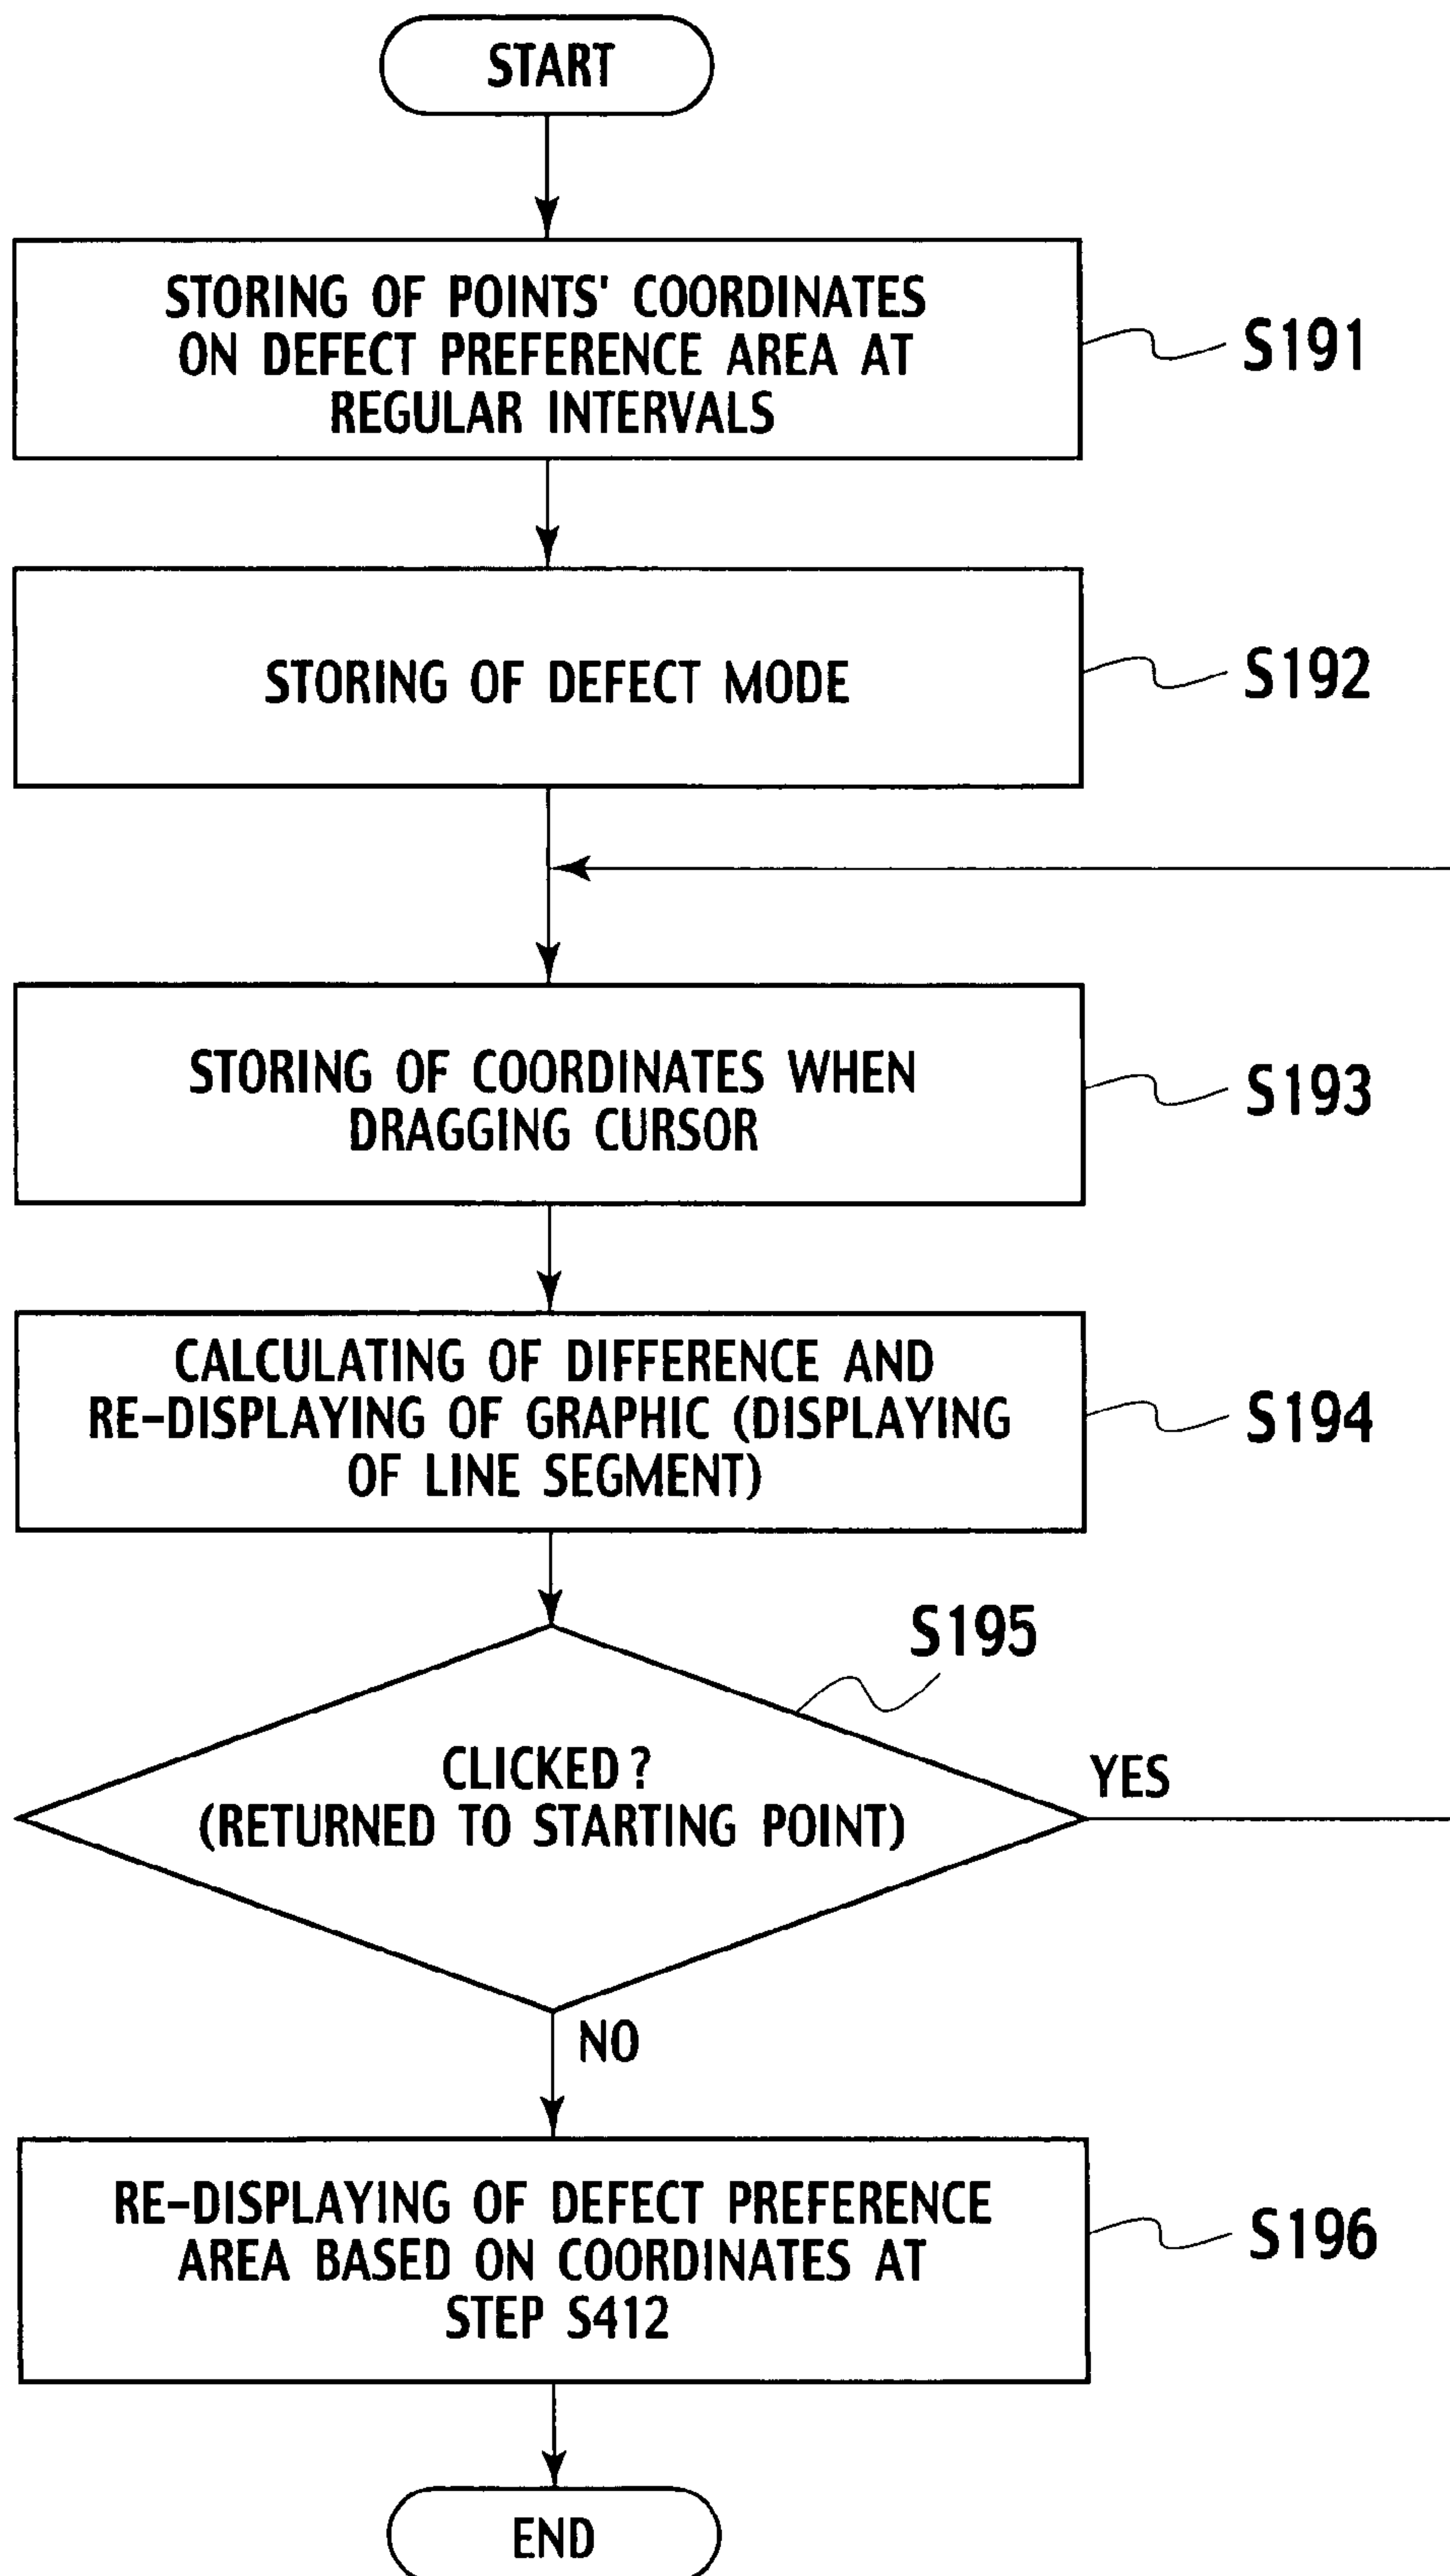 START
STORING OF POINTS' COORDINATES
ON DEFECT PREFERENCE AREA AT
REGULAR INTERVALS
S191
STORING OF DEFECT MODE
S192
STORING OF COORDINATES WHEN
DRAGGING CURSOR
S193
CALCULATING OF DIFFERENCE AND
RE-DISPLAYING OF GRAPHIC (DISPLAYING
OF LINE SEGMENT)
S194
S195
CLICKED?
(RETURNED TO STARTING POINT)
YES
NO
RE-DISPLAYING OF DEFECT PREFERENCE
AREA BASED ON COORDINATES AT
STEP S412
S196
END